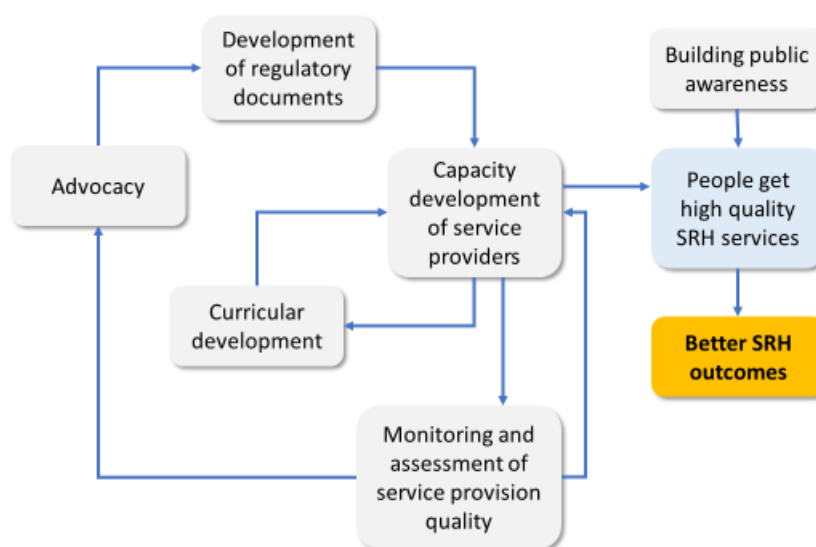 Development
of regulatory
documents
Building public
awareness
Advocacy
Capacity
development
of service
providers
People get
high quality
SRH services
Curricular
development
Better SRH
outcomes
Monitoring and
assessment of
service provision
quality